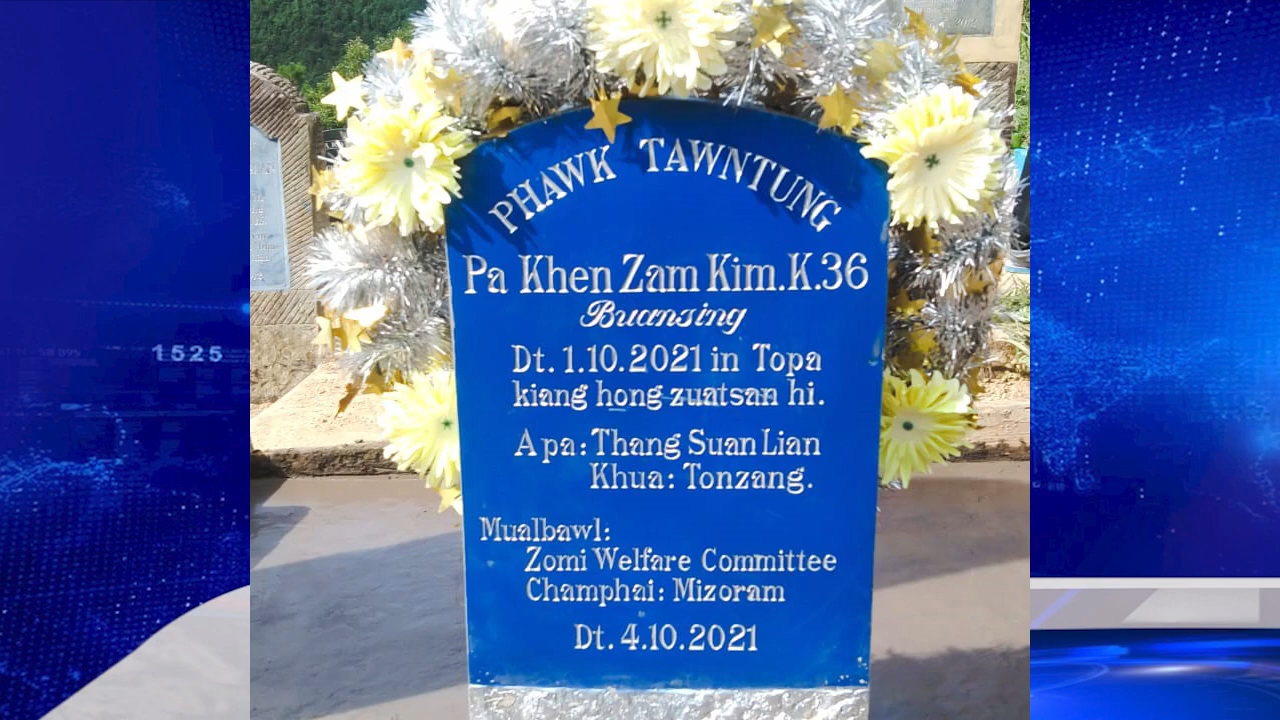 PHAWK TAWNTUNG
Pa Khen Zam Kim.K.36
Buansing
Dt. 1.10.2021 in Topa
kiang hong zuatsan hi.
A pa: Thang Suan Lian
Khua: Tonzang.
Mualbawl:
Zomi Welfare Committee
Champhai: Mizoram
Dt. 4.10.2021
1525